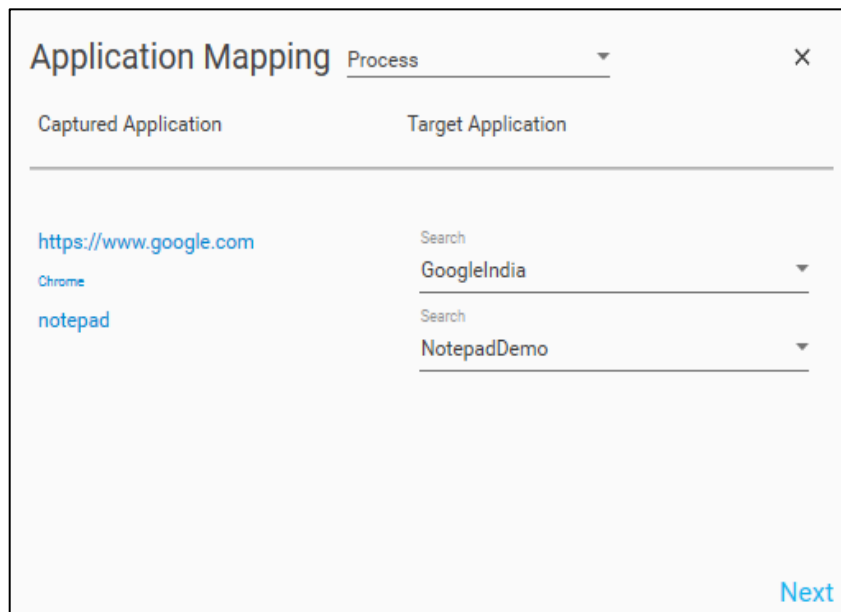 Application Mapping Process
Captured Application Target Application
https://www.google.com
Chrome
Search
GoogleIndia
notepad
Search
NotepadDemo
Next